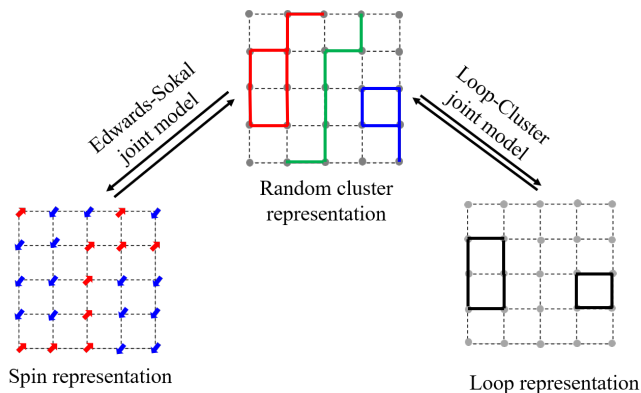 Edwards-Sokal
joint model
Loop-Cluster
joint model
Random cluster
representation
Spin representation
Loop representation